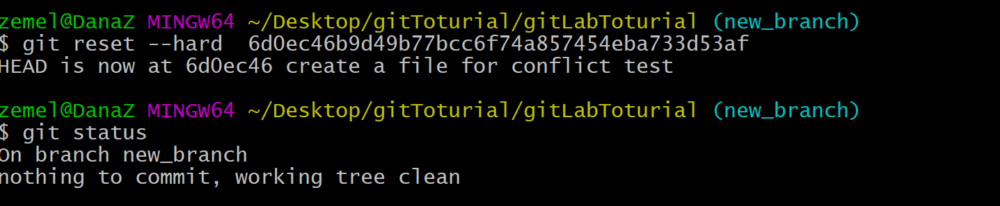 zemel@DanaZ MINGW64 ~/Desktop/gitToturial/gitLabToturial (new_branch)
$ git reset --hard  6d0ec46b9d49b77bcc6f74a857454eba733d53af
HEAD is now at 6d0ec46 create a file for conflict test
zemel@DanaZ MINGW64 ~/Desktop/gitToturial/gitLabToturial (new_branch)
$ git status
On branch new_branch
nothing to commit, working tree clean